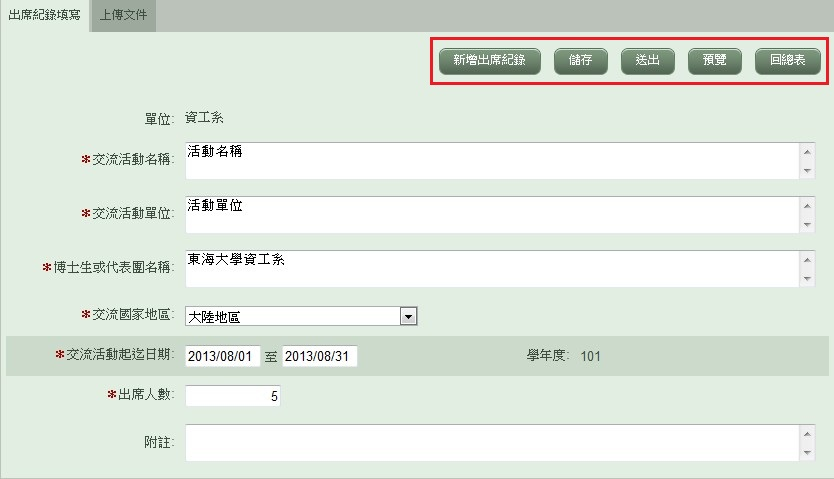 出席紀錄填寫 上傳文件
新增出席紀錄 儲存 送出 預覽 回總表
單位: 資工系
*交流活動名稱: 活動名稱
*交流活動單位: 活動單位
*博士生或代表團名稱: 東海大學資工系
*交流國家地區: 大陸地區
*交流活動起迄日期: 2013/08/01 至 2013/08/31 學年度: 101
*出席人數: 5
附註: